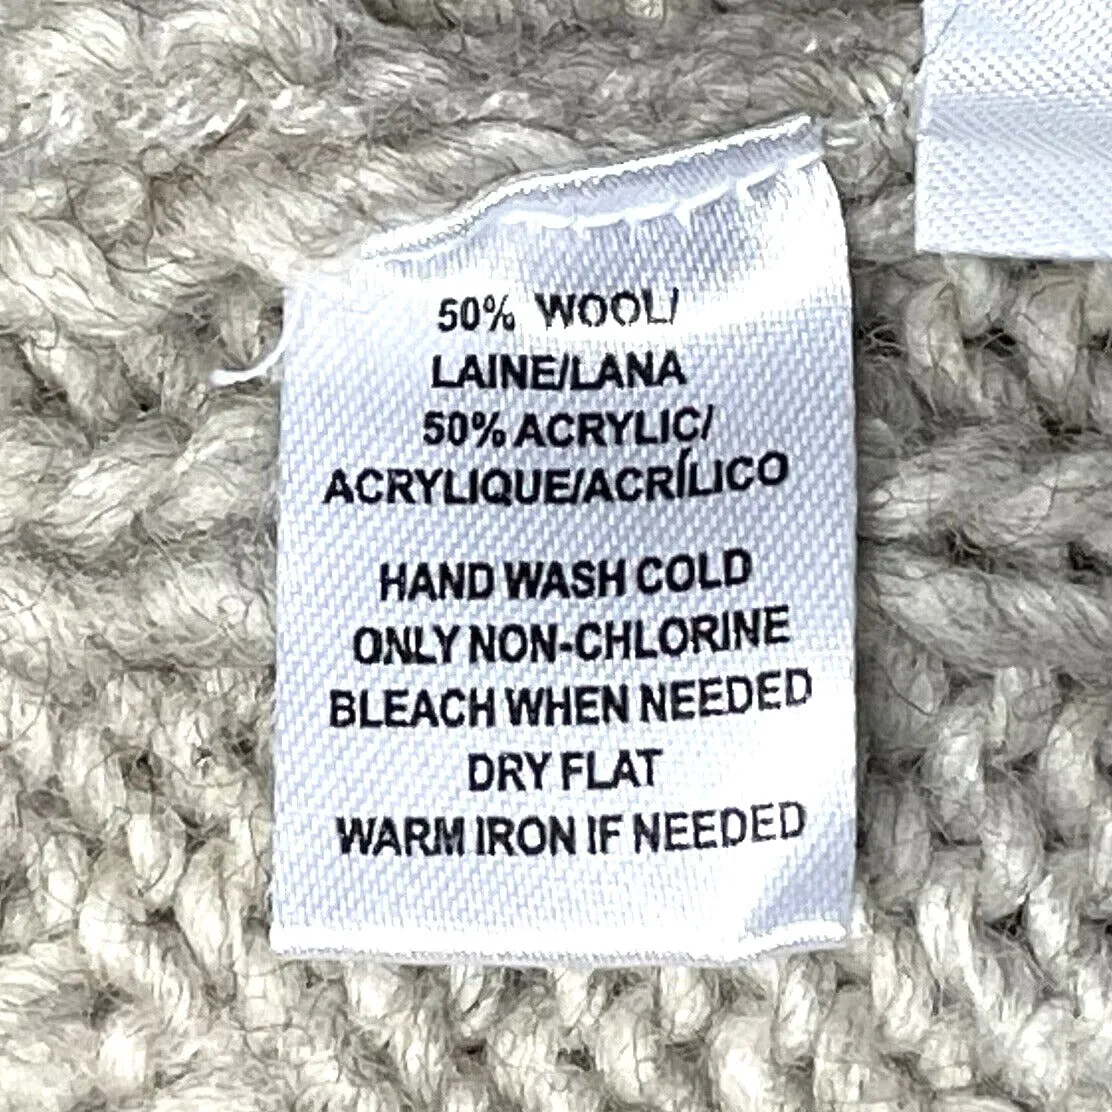 50% WOOL/
LAINE/LANA
50% ACRYLIC/
ACRYLIQUE/ACRÍLICO
HAND WASH COLD
ONLY NON-CHLORINE
BLEACH WHEN NEEDED
DRY FLAT
WARM IRON IF NEEDED